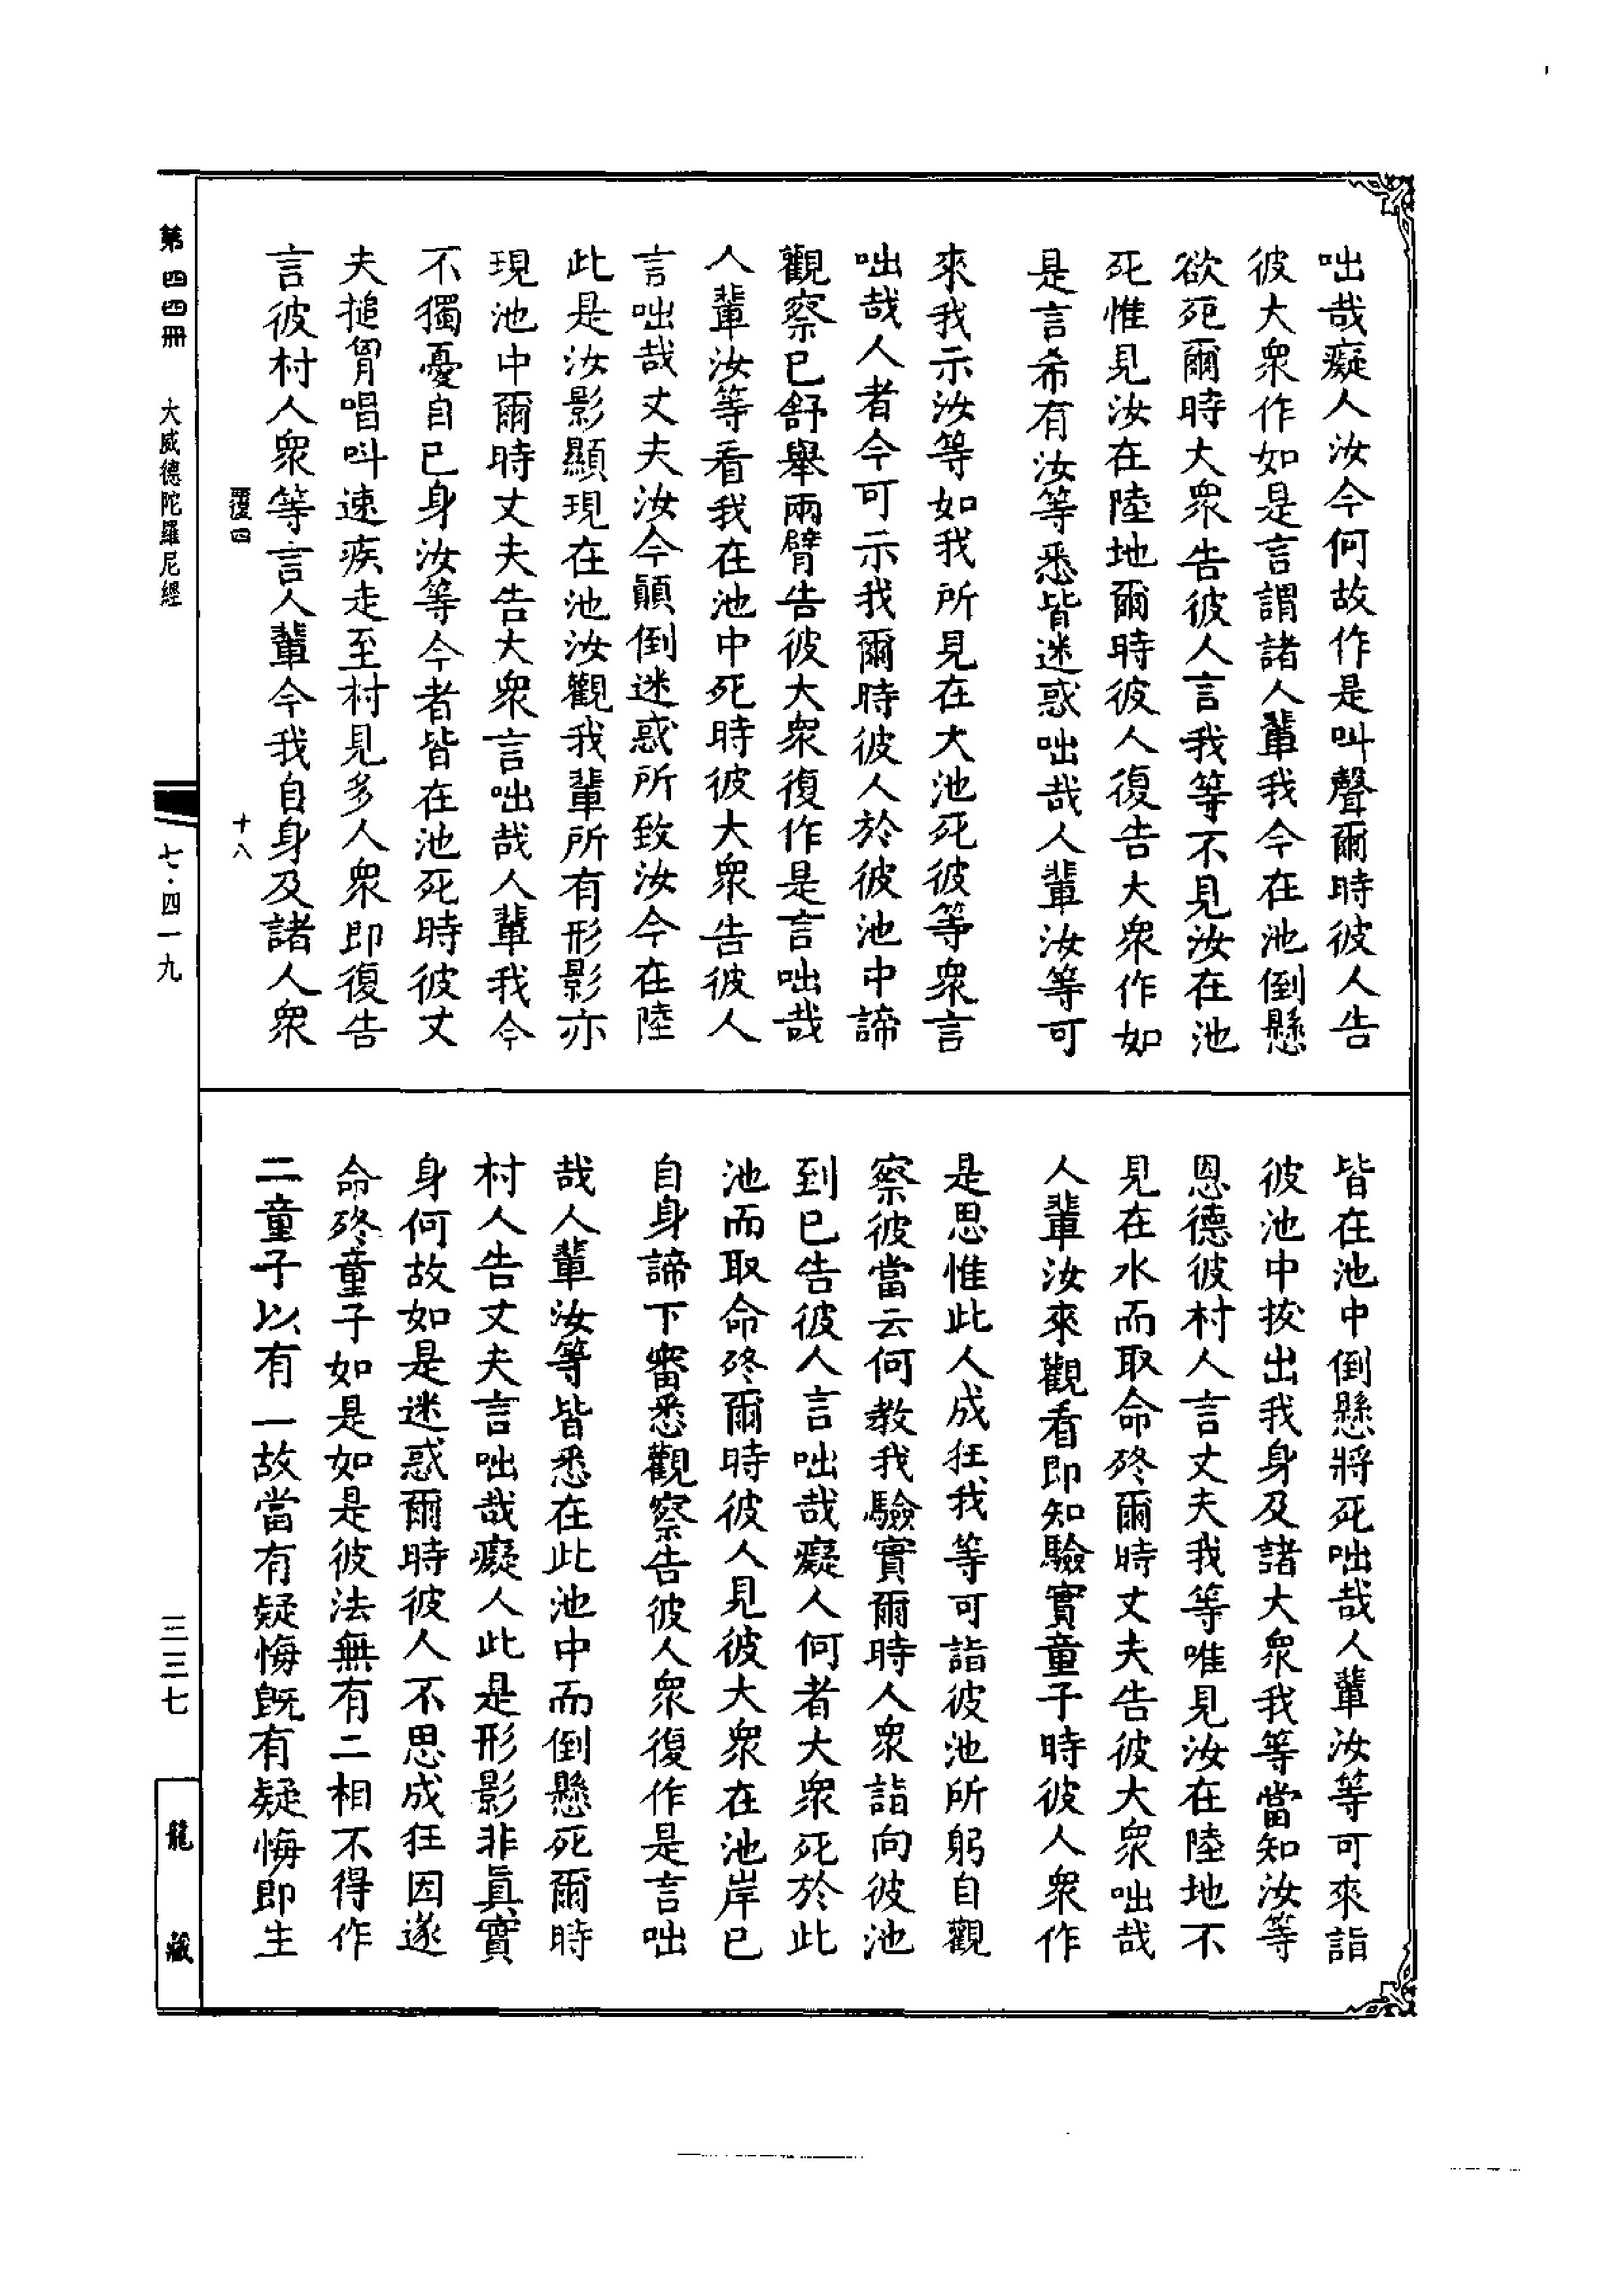 咄哉癡人汝今何故作是叫聲爾時彼人告
彼大衆作如是言謂諸人輩我今在池倒懸
欲死爾時大衆告彼人言我等不見汝在池
死惟見汝在陸地爾時彼人復告大衆作如
是言希有汝等悉皆迷惑咄哉人輩汝等可
來我示汝等如我所見在大池死彼等衆言
咄哉人者今可示我爾時彼人於彼池中諦
觀察已舒舉兩臂告彼大衆復作是言咄哉
人輩汝等看我在池中死時彼大衆告彼人
言咄哉丈夫汝今顛倒迷惑所致汝今在陸
此是汝影顯現在池汝觀我輩所有形影亦
現池中爾時丈夫告大衆言咄哉人輩我今
不獨憂自已身汝等今者皆在池死時彼丈
夫搥胷唱呌速疾走至村見多人衆即復告
言彼村人衆等言人輩今我自身及諸人衆
覆四
十八
皆在池中倒懸將死咄哉人輩汝等可來詣
彼池中拔出我身及諸大衆我等當知汝等
恩德彼村人言丈夫我等唯見汝在陸地不
見在水而取命終爾時丈夫告彼大衆咄哉
人輩汝來觀看即知驗實童子時彼人衆作
是思惟此人成狂我等可詣彼池所躬自觀
察彼當云何教我驗實爾時人衆詣向彼池
到已告彼人言咄哉癡人何者大衆死於此
池而取命終爾時彼人見彼大衆在池岸已
自身諦下審悉觀察告彼人衆復作是言咄
哉人輩汝等皆悉在此池中而倒懸死爾時
村人告丈夫言咄哉癡人此是形影非眞實
身何故如是迷惑爾時彼人不思成狂因遂
命終童子如是如是彼法無有二相不得作
二童子以有一故當有疑悔既有疑悔即生
第四四冊
大威德陀羅尼經
七·四一九
三三七
龍藏